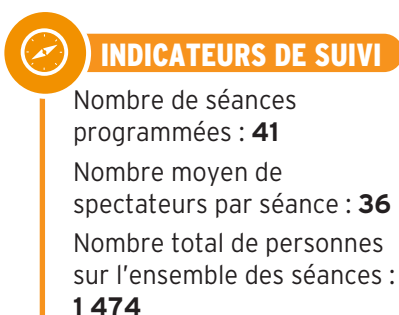 INDICATEURS DE SUIVI
Nombre de séances
programmées : 41
Nombre moyen de
spectateurs par séance : 36
Nombre total de personnes
sur l'ensemble des séances :
1 474